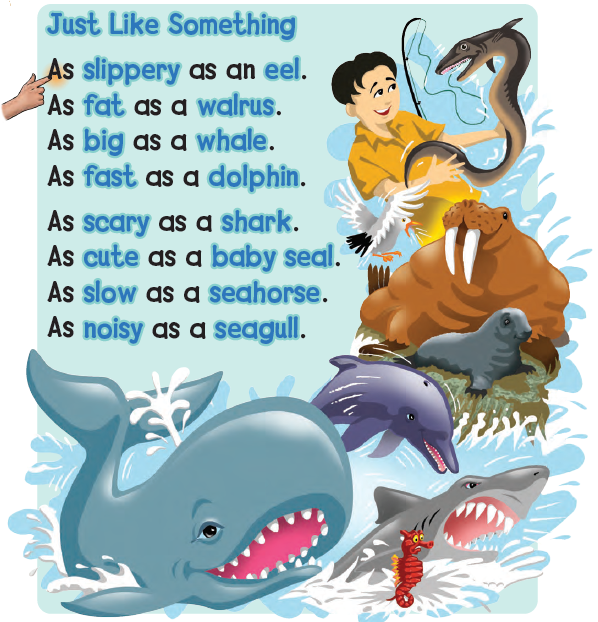 Just Like Something
As slippery as an eel.
As fat as a walrus.
As big as a whale.
As fast as a dolphin.
As scary as a shark.
As cute as a baby seal.
As slow as a seahorse.
As noisy as a seagull.